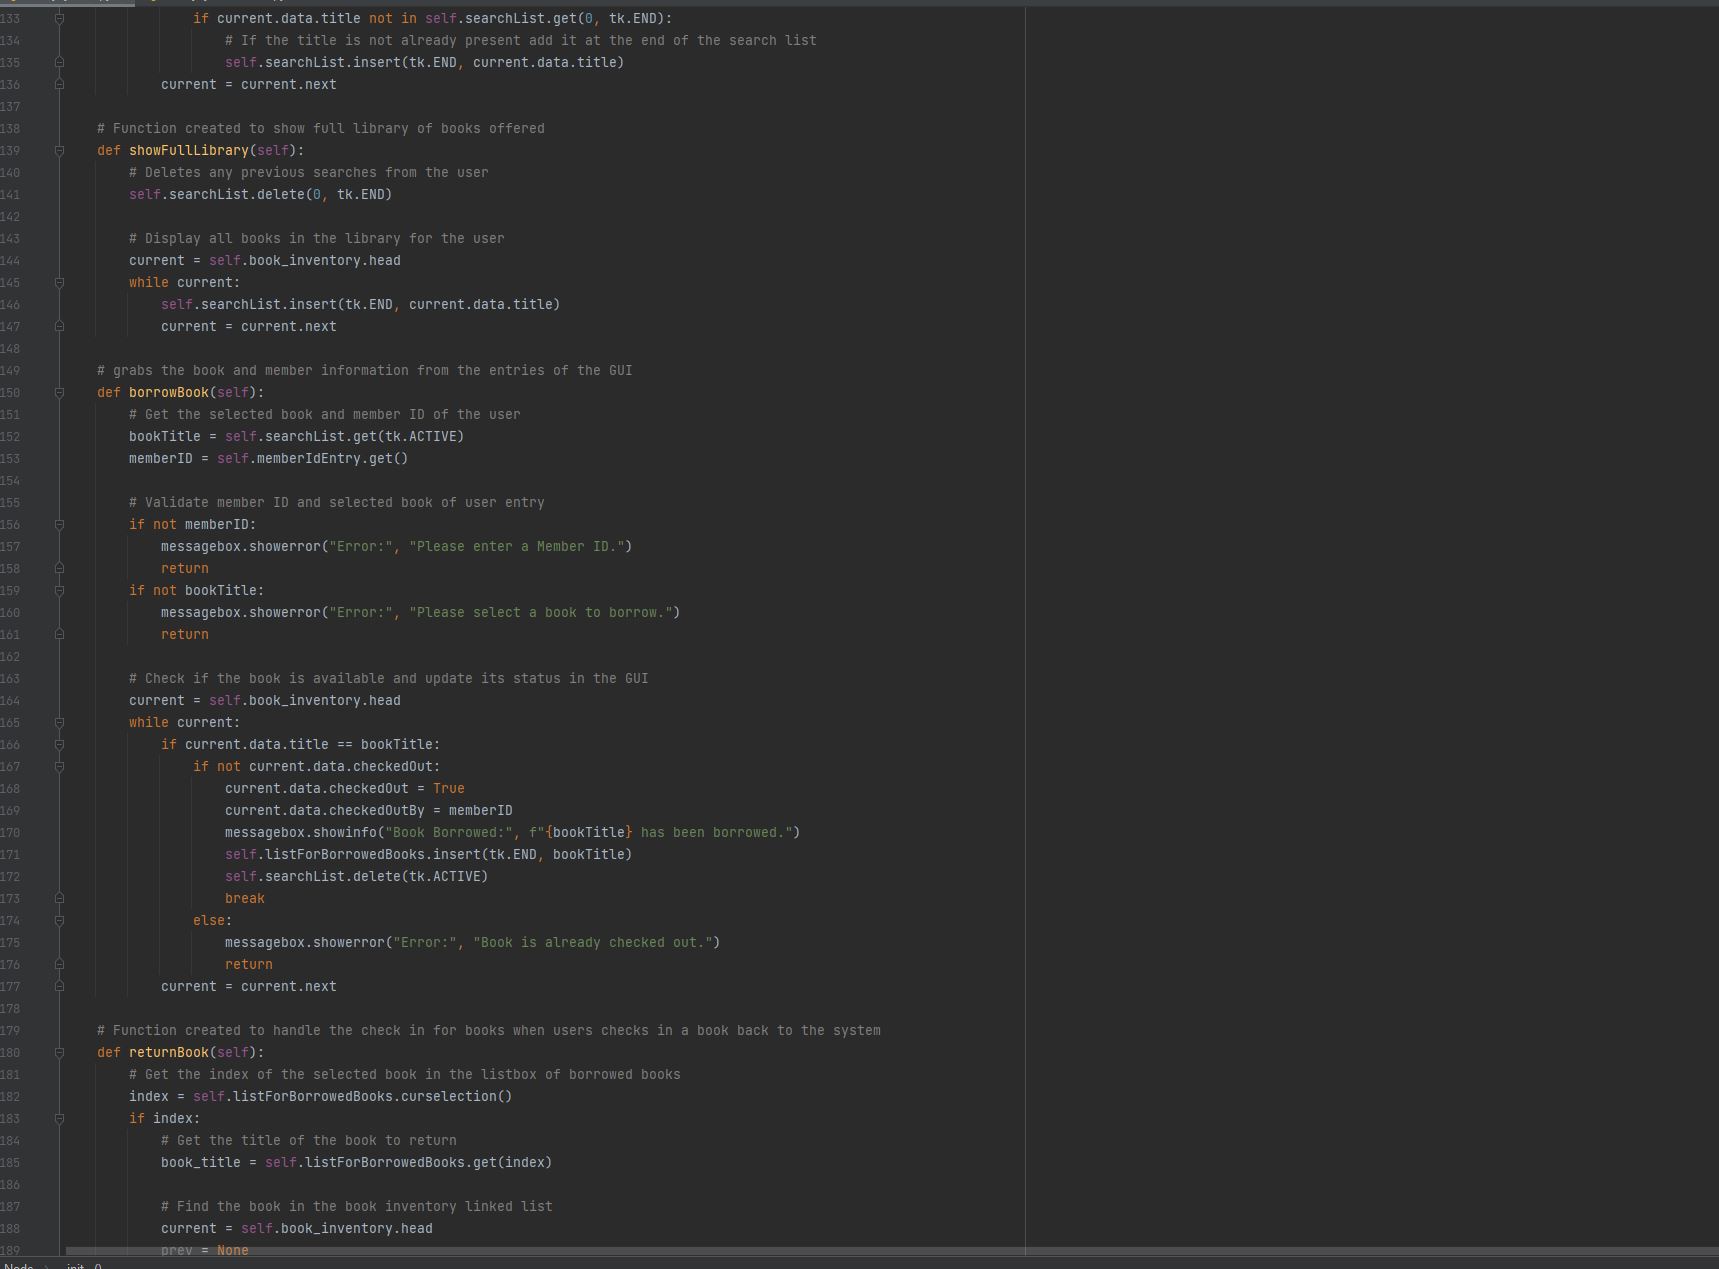 133 if current.data.title not in self.searchList.get(0, tk.END):
134 # If the title is not already present add it at the end of the search list
135 self.searchList.insert(tk.END, current.data.title)
136 current = current.next
137
138 # Function created to show full library of books offered
139 def showFullLibrary(self):
140 # Deletes any previous searches from the user
141 self.searchList.delete(0, tk.END)
142
143 # Display all books in the library for the user
144 current = self.book_inventory.head
145 while current:
146 self.searchList.insert(tk.END, current.data.title)
147 current = current.next
148
149 # grabs the book and member information from the entries of the GUI
150 def borrowBook(self):
151 # Get the selected book and member ID of the user
152 bookTitle = self.searchList.get(tk.ACTIVE)
153 memberID = self.memberIdEntry.get()
154
155 # Validate member ID and selected book of user entry
156 if not memberID:
157 messagebox.showerror("Error:", "Please enter a Member ID.")
158 return
159 if not bookTitle:
160 messagebox.showerror("Error:", "Please select a book to borrow.")
161 return
162
163 # Check if the book is available and update its status in the GUI
164 current = self.book_inventory.head
165 while current:
166 if current.data.title == bookTitle:
167 if not current.data.checkedOut:
168 current.data.checkedOut = True
169 current.data.checkedOutBy = memberID
170 messagebox.showinfo("Book Borrowed:", f"{bookTitle} has been borrowed.")
171 self.listForBorrowedBooks.insert(tk.END, bookTitle)
172 self.searchList.delete(tk.ACTIVE)
173 break
174 else:
175 messagebox.showerror("Error:", "Book is already checked out.")
176 return
177 current = current.next
178
179 # Function created to handle the check in for books when users checks in a book back to the system
180 def returnBook(self):
181 # Get the index of the selected book in the listbox of borrowed books
182 index = self.listForBorrowedBooks.curselection()
183 if index:
184 # Get the title of the book to return
185 book_title = self.listForBorrowedBooks.get(index)
186
187 # Find the book in the book inventory linked list
188 current = self.book_inventory.head
189 prev = None